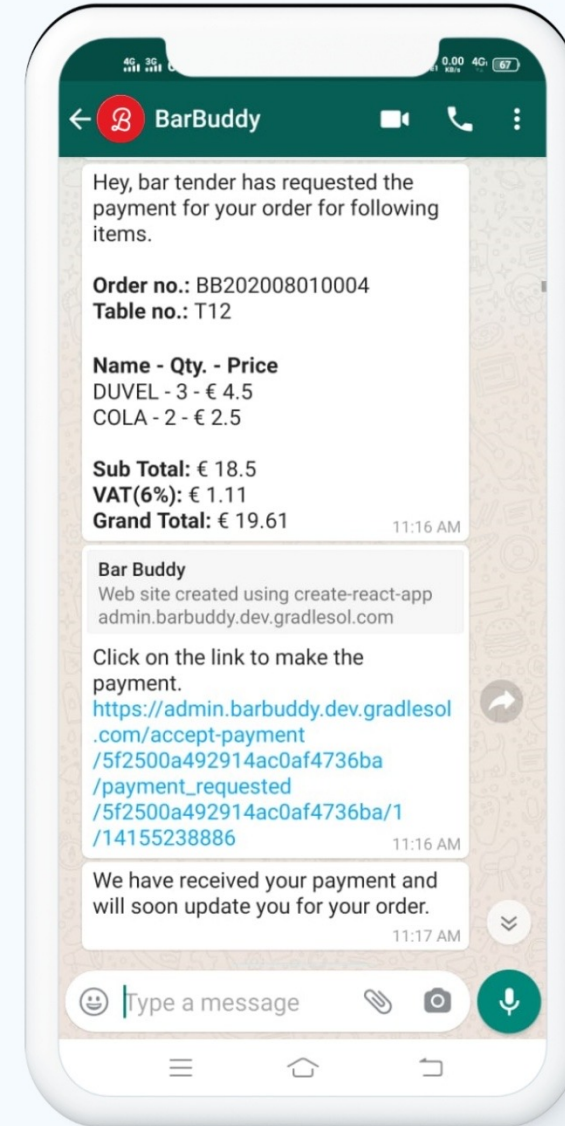 4G 3G
0.00 KB/s 4G 67
BarBuddy
Hey, bar tender has requested the
payment for your order for following
items.
Order no.: BB202008010004
Table no.: T12
Name - Qty. - Price
DUVEL - 3 - € 4.5
COLA - 2 - € 2.5
Sub Total: € 18.5
VAT(6%): € 1.11
Grand Total: € 19.61
11:16 AM
Bar Buddy
Web site created using create-react-app
admin.barbuddy.dev.gradlesol.com
Click on the link to make the
payment.
https://admin.barbuddy.dev.gradlesol
.com/accept-payment
/5f2500a492914ac0af4736ba
/payment_requested
/5f2500a492914ac0af4736ba/1
/14155238886
11:16 AM
We have received your payment and
will soon update you for your order.
11:17 AM
Type a message